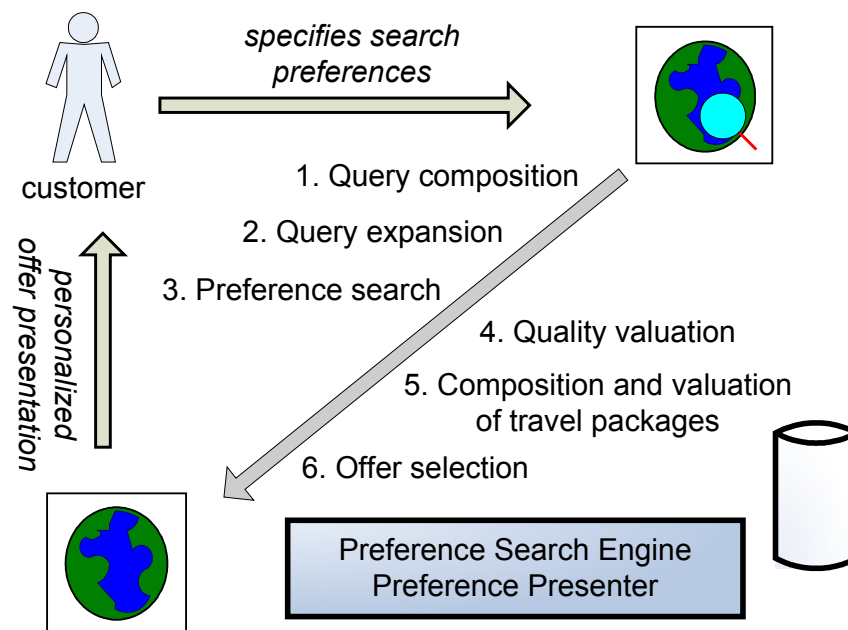 specifies search
preferences
customer
1. Query composition
2. Query expansion
3. Preference search
personalized
offer presentation
4. Quality valuation
5. Composition and valuation
of travel packages
6. Offer selection
Preference Search Engine
Preference Presenter